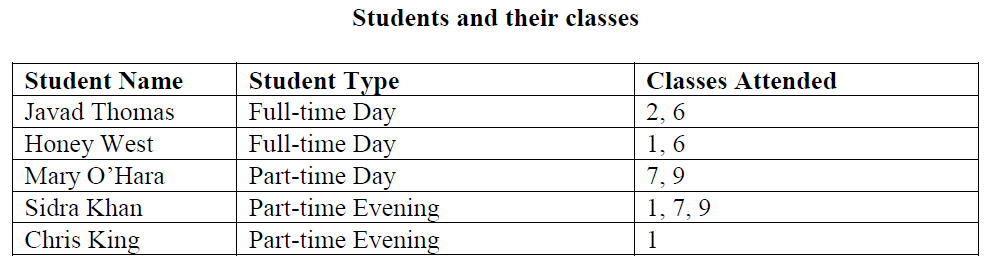 Students and their classes
Student Name Student Type Classes Attended
Javad Thomas Full-time Day 2, 6
Honey West Full-time Day 1, 6
Mary O’Hara Part-time Day 7, 9
Sidra Khan Part-time Evening 1, 7, 9
Chris King Part-time Evening 1